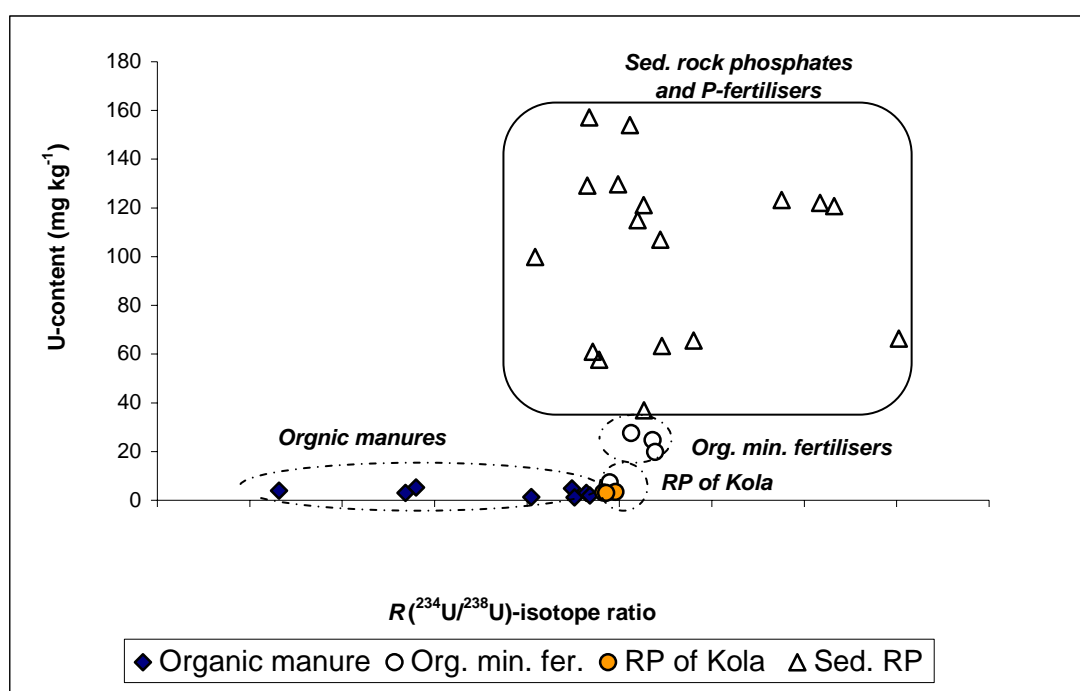 180
160
140
120
100
80
60
40
20
0
U-content (mg kg⁻¹)
Sed. rock phosphates
and P-fertilisers
Orgnic manures
Org. min. fertilisers
RP of Kola
R(²³⁴U/²³⁸U)-isotope ratio
Organic manure Org. min. fer. RP of Kola Sed. RP